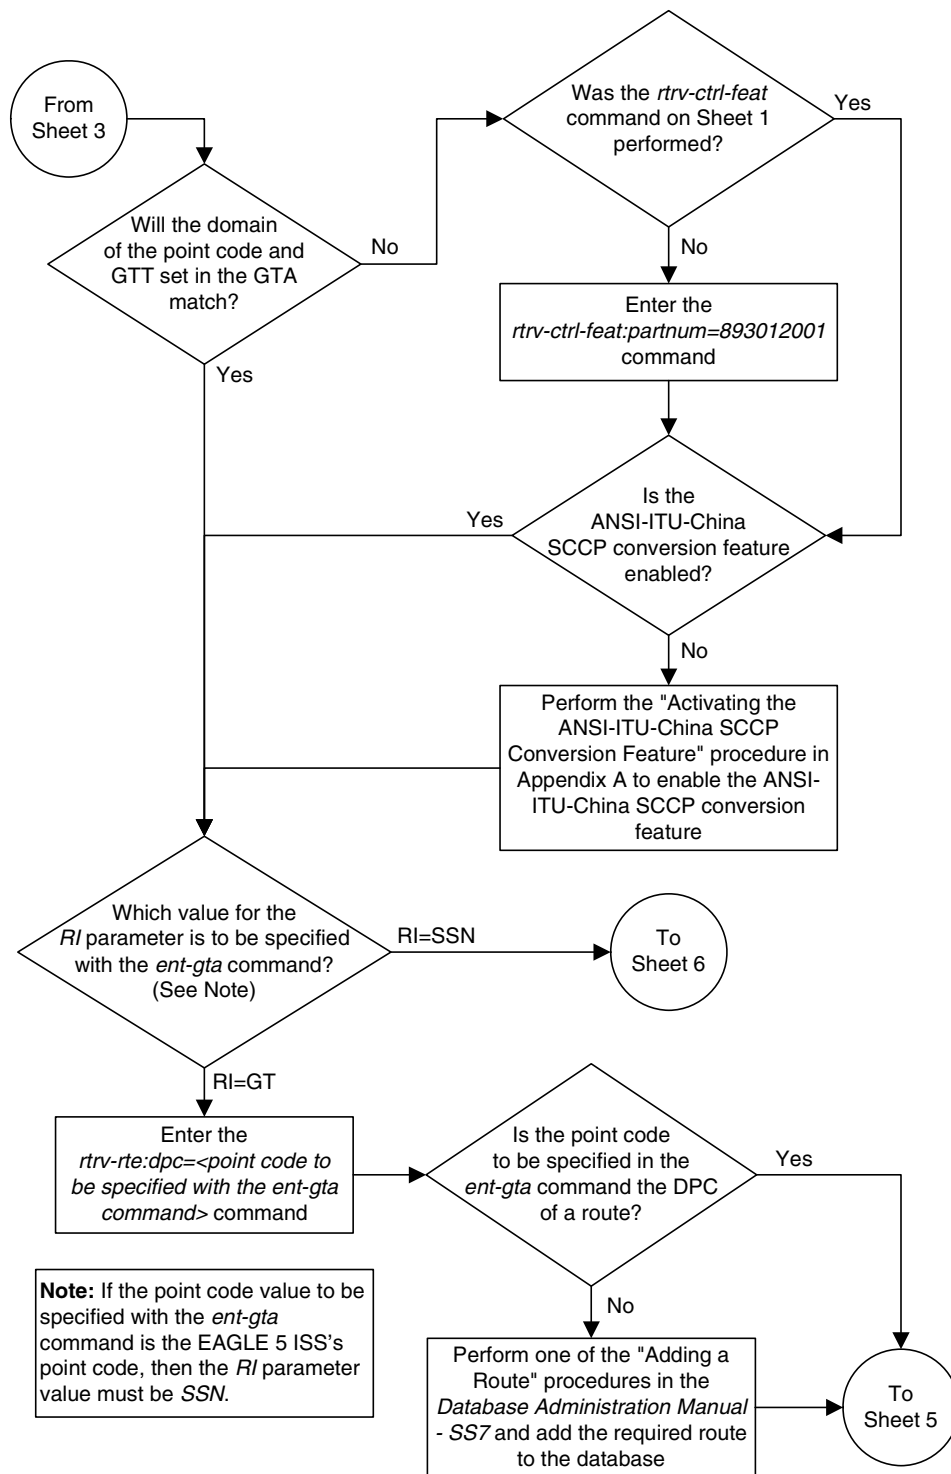 From
Sheet 3
Was the rtrv-ctrl-feat
command on Sheet 1
performed?
Yes
Will the domain
of the point code and
GTT set in the GTA
match?
No
No
Enter the
rtrv-ctrl-feat:partnum=893012001
command
Yes
Is the
ANSI-ITU-China
SCCP conversion feature
enabled?
Yes
No
Perform the "Activating the
ANSI-ITU-China SCCP
Conversion Feature" procedure in
Appendix A to enable the ANSI-
ITU-China SCCP conversion
feature
Which value for the
RI parameter is to be specified
with the ent-gta command?
(See Note)
RI=SSN
To
Sheet 6
RI=GT
Enter the
rtrv-rte:dpc=<point code to
be specified with the ent-gta
command> command
Is the point code
to be specified in the
ent-gta command the DPC
of a route?
Yes
No
Note: If the point code value to be
specified with the ent-gta
command is the EAGLE 5 ISS's
point code, then the RI parameter
value must be SSN.
Perform one of the "Adding a
Route" procedures in the
Database Administration Manual
- SS7 and add the required route
to the database
To
Sheet 5